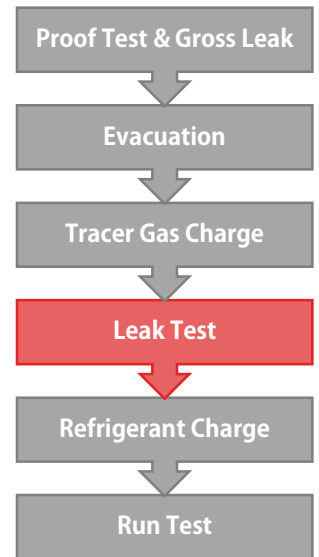 Proof Test & Gross Leak
Evacuation
Tracer Gas Charge
Leak Test
Refrigerant Charge
Run Test